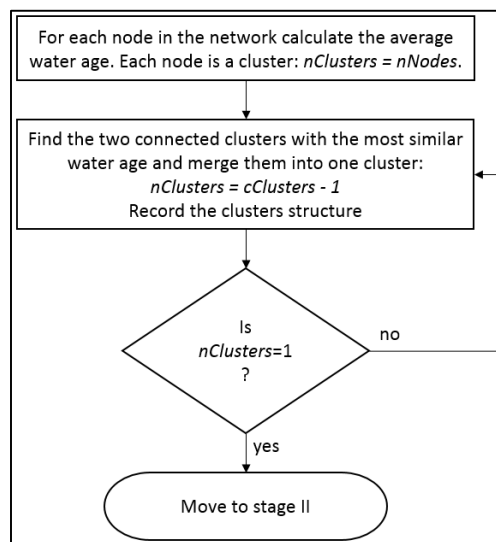 For each node in the network calculate the average
water age. Each node is a cluster: nClusters = nNodes.
Find the two connected clusters with the most similar
water age and merge them into one cluster:
nClusters = cClusters - 1
Record the clusters structure
Is
nClusters=1
?
no
yes
Move to stage II